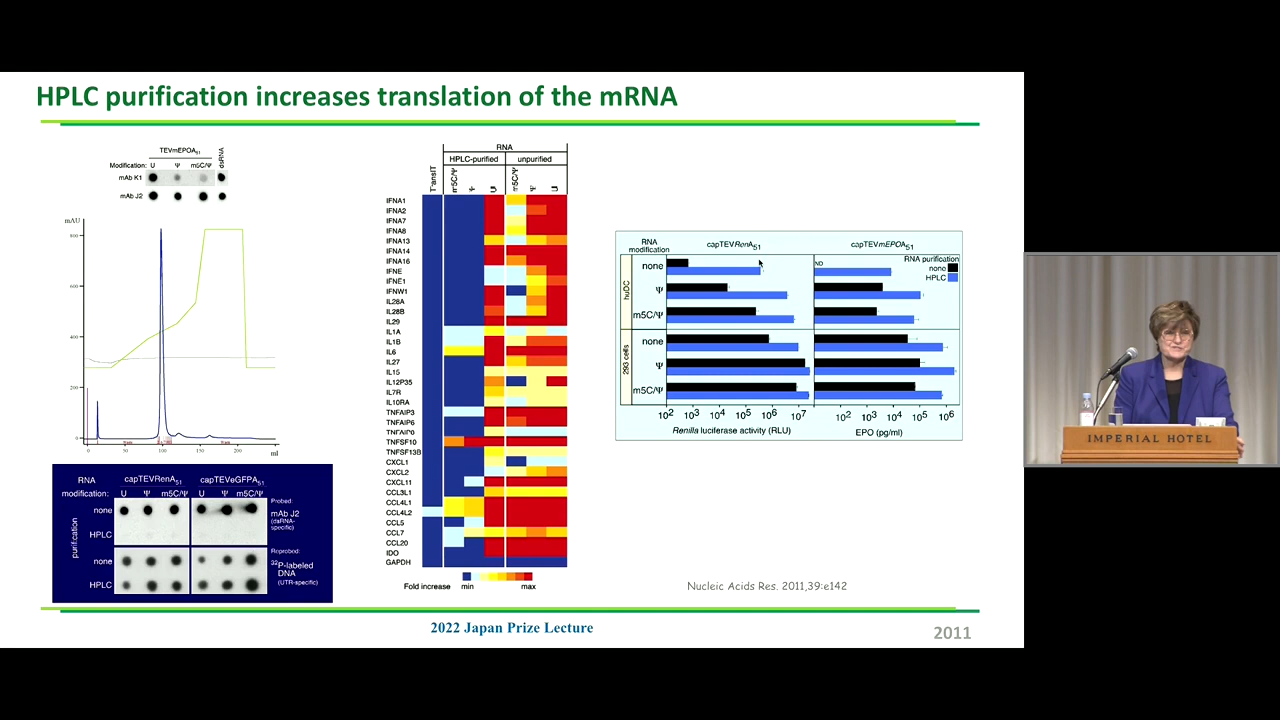 HPLC purification increases translation of the mRNA
TEVmEPOA51
Modification: U Ψ m5C/Ψ dsRNA
mAb K1
mAb J2
mAU
800
600
400
200
0
0 50 100 150 200 ml
RNA capTEVRenA51 capTEVeGFPA51
modification: U Ψ m5C/Ψ U Ψ m5C/Ψ
purification
none
HPLC
none
HPLC
Probed:
mAb J2
(dsRNA-
specific)
Reprobed:
32P-labeled
DNA
(UTR-specific)
RNA
HPLC-purified unpurified
TransIT m5C/Ψ Ψ U m5C/Ψ Ψ U
IFNA1
IFNA2
IFNA7
IFNA8
IFNA13
IFNA14
IFNA16
IFNE
IFNE1
IFNW1
IL28A
IL28B
IL29
IL1A
IL1B
IL6
IL27
IL15
IL12P35
IL7R
IL10RA
TNFAIP3
TNFAIP6
TNFSF10
TNFSF13B
CXCL1
CXCL2
CXCL11
CCL3L1
CCL4L1
CCL4L2
CCL5
CCL7
CCL20
IDO
GAPDH
Fold increase min max
RNA
modification
capTEVRenA51 capTEVmEPOA51
RNA purification
none
HPLC
huDC
none ND
Ψ
m5C/Ψ
293 cells
none
Ψ
m5C/Ψ
10² 10³ 10⁴ 10⁵ 10⁶ 10⁷ 10² 10³ 10⁴ 10⁵ 10⁶
Renilla luciferase activity (RLU) EPO (pg/ml)
Nucleic Acids Res. 2011,39:e142
2022 Japan Prize Lecture
2011
IMPERIAL HOTEL